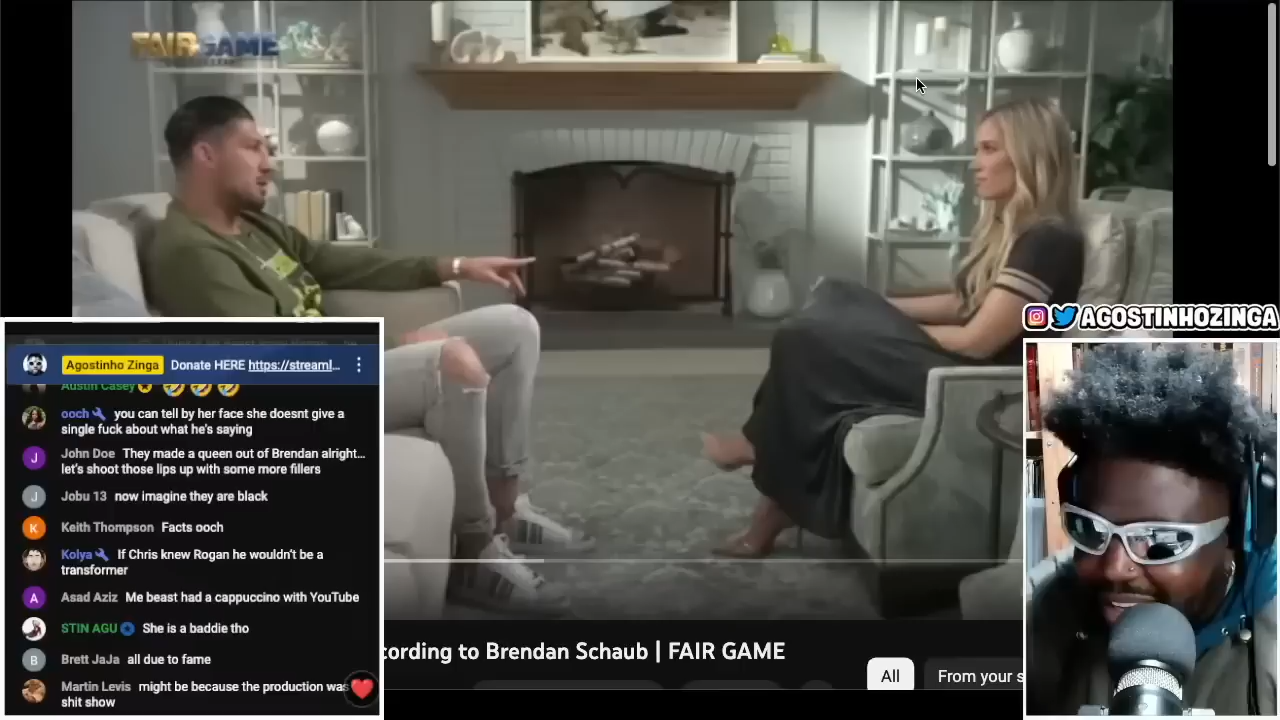 FAIR GAME
AGOSTINHOZINGA
Agostinho Zinga Donate HERE https://streaml...
Austin Casey
ooch you can tell by her face she doesnt give a
single fuck about what he's saying
John Doe They made a queen out of Brendan alright...
let's shoot those lips up with some more fillers
Jobu 13 now imagine they are black
Keith Thompson Facts ooch
Kolya If Chris knew Rogan he wouldn't be a
transformer
Asad Aziz Me beast had a cappuccino with YouTube
STIN AGU She is a baddie tho
Brett JaJa all due to fame
Martin Levis might be because the production was
shit show
cording to Brendan Schaub | FAIR GAME
All From your s